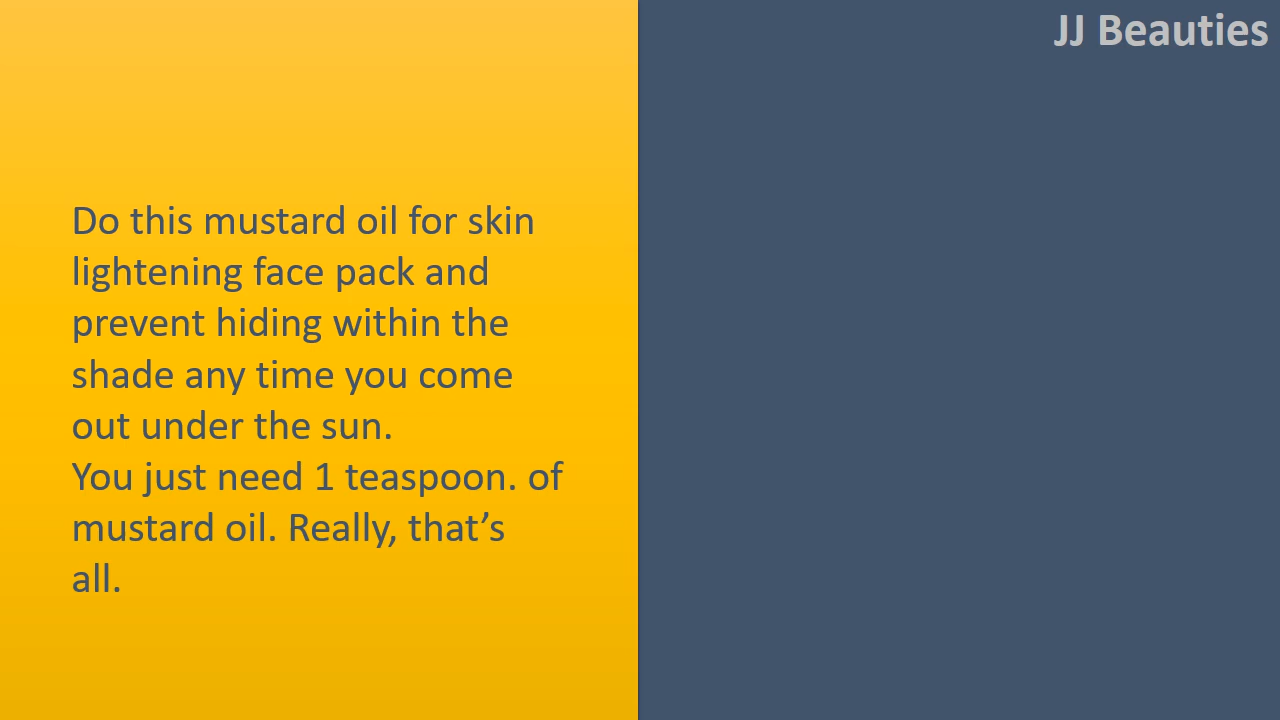 JJ Beauties
Do this mustard oil for skin
lightening face pack and
prevent hiding within the
shade any time you come
out under the sun.
You just need 1 teaspoon. of
mustard oil. Really, that’s
all.